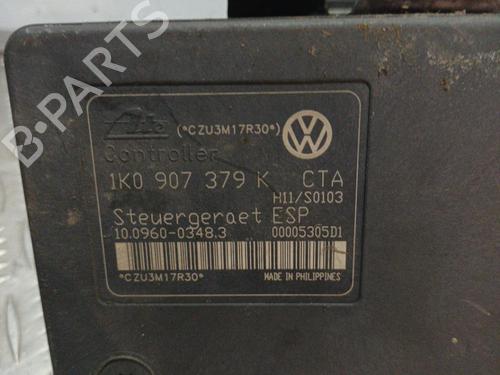 B-PARTS
Ate (*CZU3M17R30*)
Controller
1K0 907 379 K CTA
H11/S0103
Steuergeraet ESP
10.0960-0348.3 00005305D1
*CZU3M17R30* MADE IN PHILIPPINES